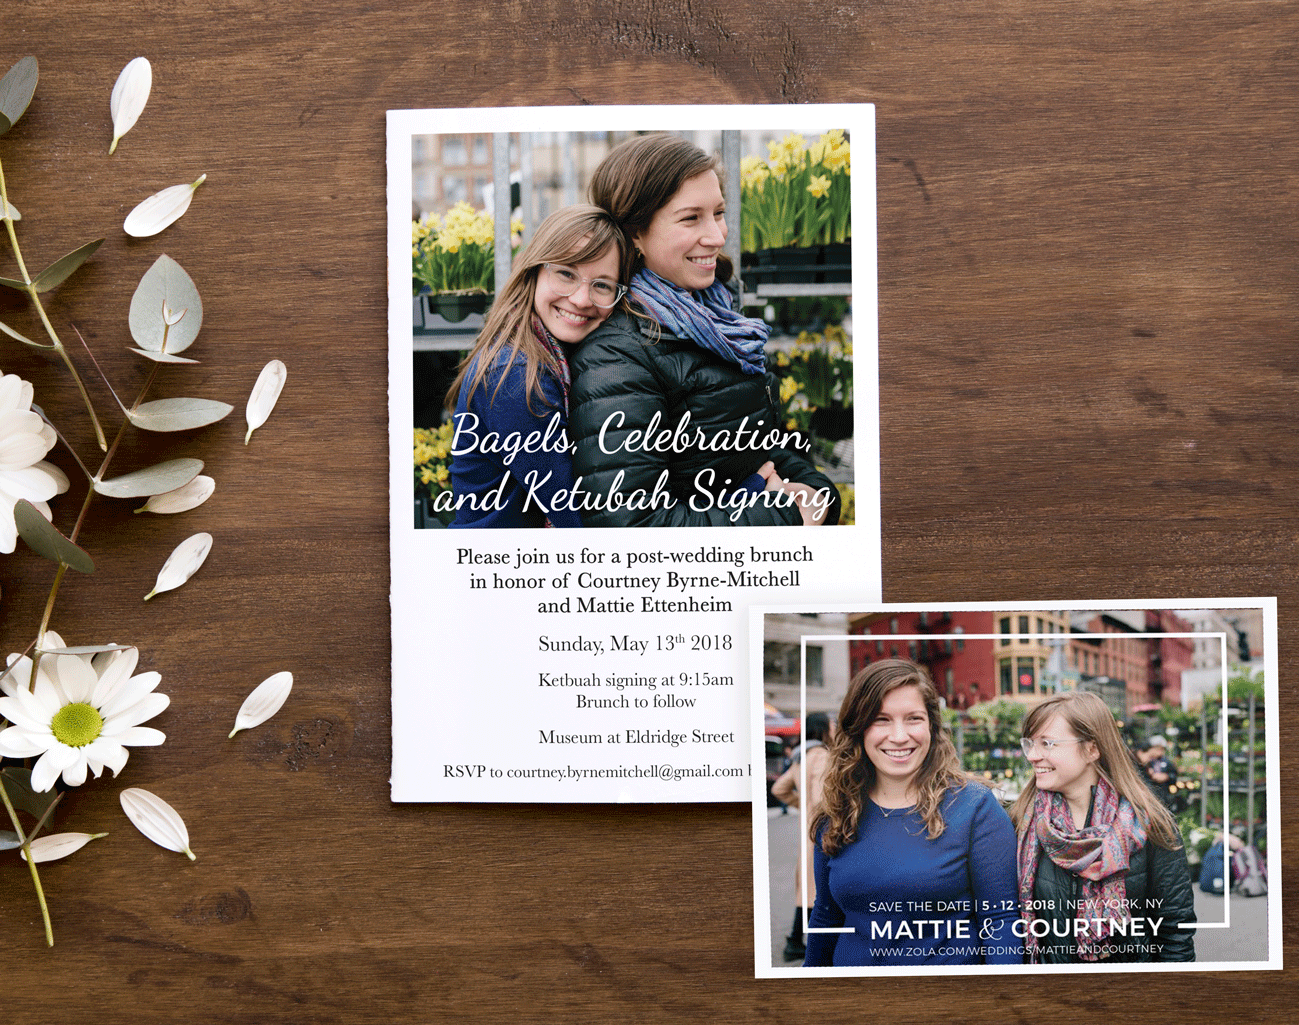 Bagels, Celebration,
and Ketubah Signing
Please join us for a post-wedding brunch
in honor of Courtney Byrne-Mitchell
and Mattie Ettenheim
Sunday, May 13th 2018
Ketbuah signing at 9:15am
Brunch to follow
Museum at Eldridge Street
RSVP to courtney.byrnemitchell@gmail.com
SAVE THE DATE | 5 • 12 • 2018 | NEW YORK, NY
MATTIE & COURTNEY
WWW.ZOLA.COM/WEDDINGS/MATTIEANDCOURTNEY